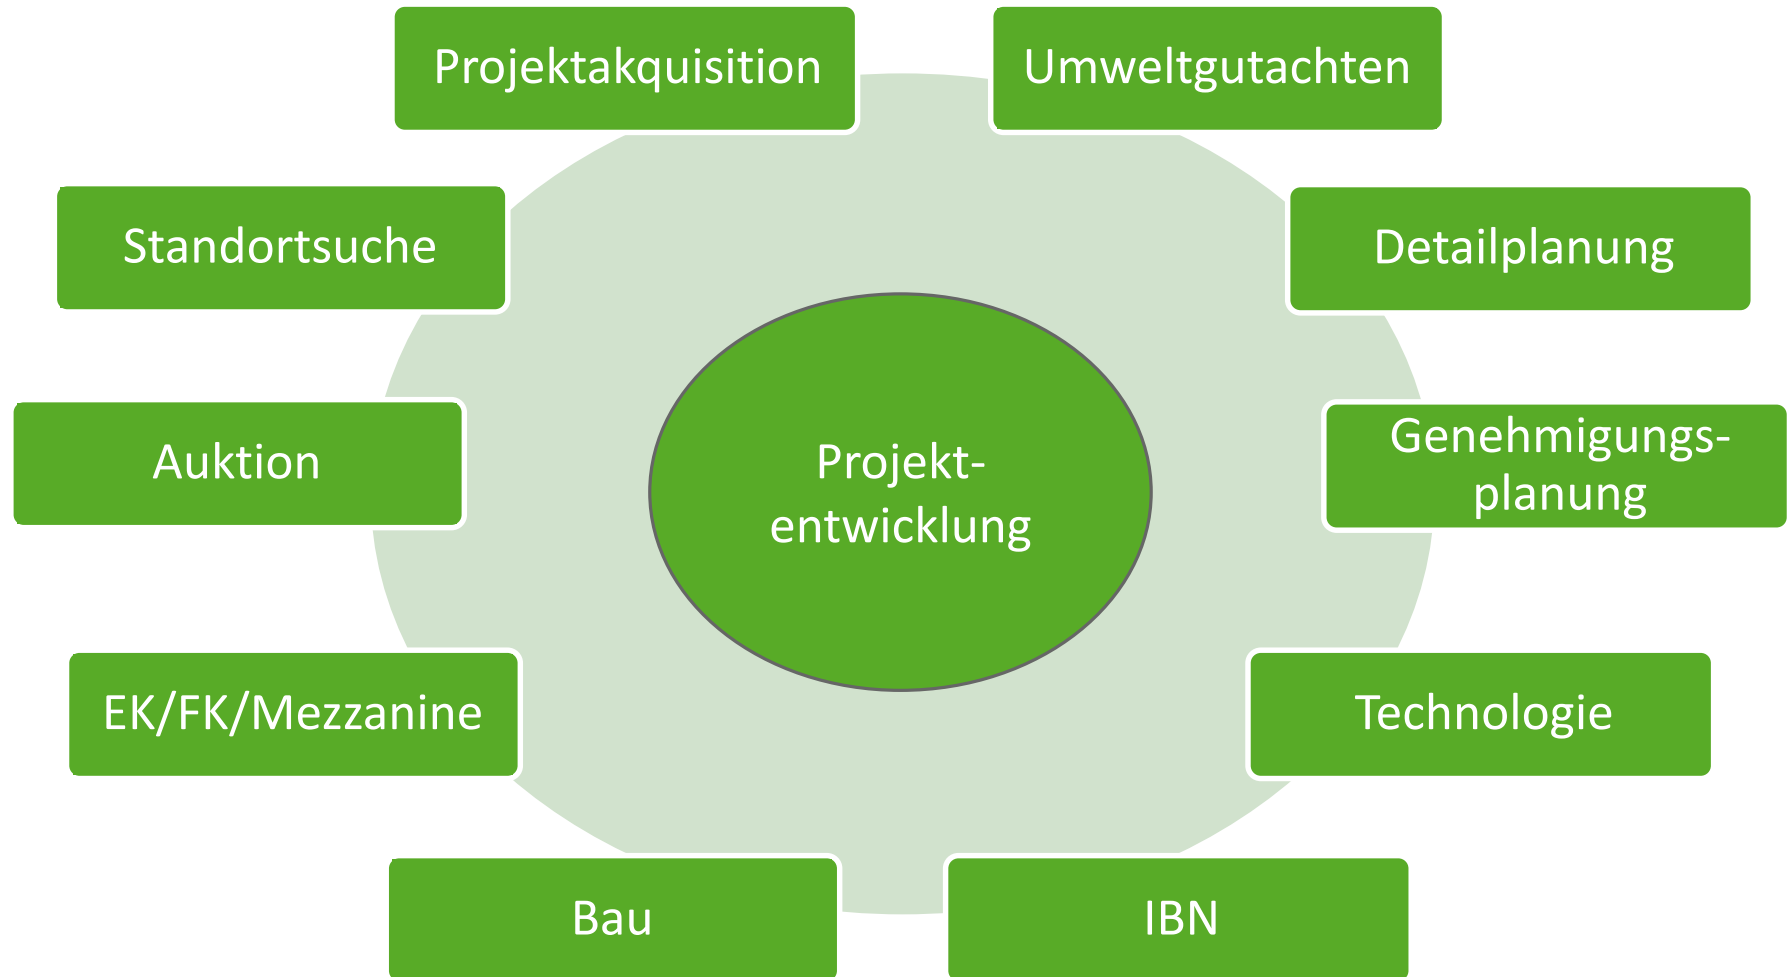 Projektakquisition
Umweltgutachten
Standortsuche
Detailplanung
Auktion
Genehmigungs-
planung
Projekt-
entwicklung
EK/FK/Mezzanine
Technologie
Bau
IBN